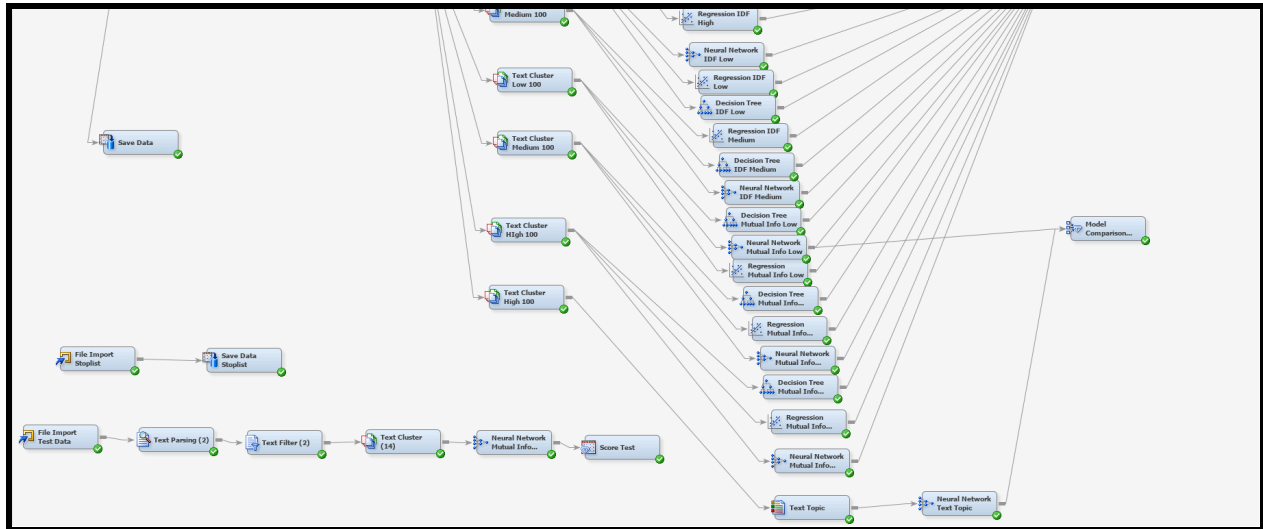 Medium 100
Regression IDF
High
Neural Network
IDF Low
Text Cluster
Low 100
Regression IDF
Low
Decision Tree
IDF Low
Save Data
Text Cluster
Medium 100
Regression IDF
Medium
Decision Tree
IDF Medium
Neural Network
IDF Medium
Decision Tree
Mutual Info Low
Text Cluster
HIgh 100
Neural Network
Mutual Info Low
Model
Comparison...
Regression
Mutual Info Low
Text Cluster
High 100
Decision Tree
Mutual Info...
Regression
Mutual Info...
File Import
Stoplist
Save Data
Stoplist
Neural Network
Mutual Info...
Decision Tree
Mutual Info...
Regression
Mutual Info...
File Import
Test Data
Text Parsing (2)
Text Filter (2)
Text Cluster
(14)
Neural Network
Mutual Info...
Score Test
Neural Network
Mutual Info...
Text Topic
Neural Network
Text Topic